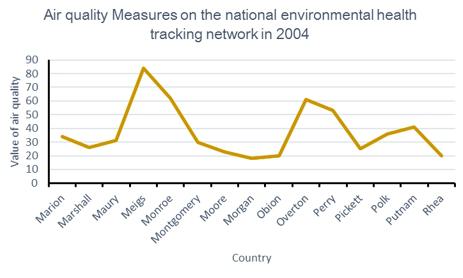 Air quality Measures on the national environmental health
tracking network in 2004
Value of air quality
90
80
70
60
50
40
30
20
10
0
Marion
Marshall
Maury
Meigs
Monroe
Montgomery
Moore
Morgan
Obion
Overton
Perry
Pickett
Polk
Putnam
Rhea
Country